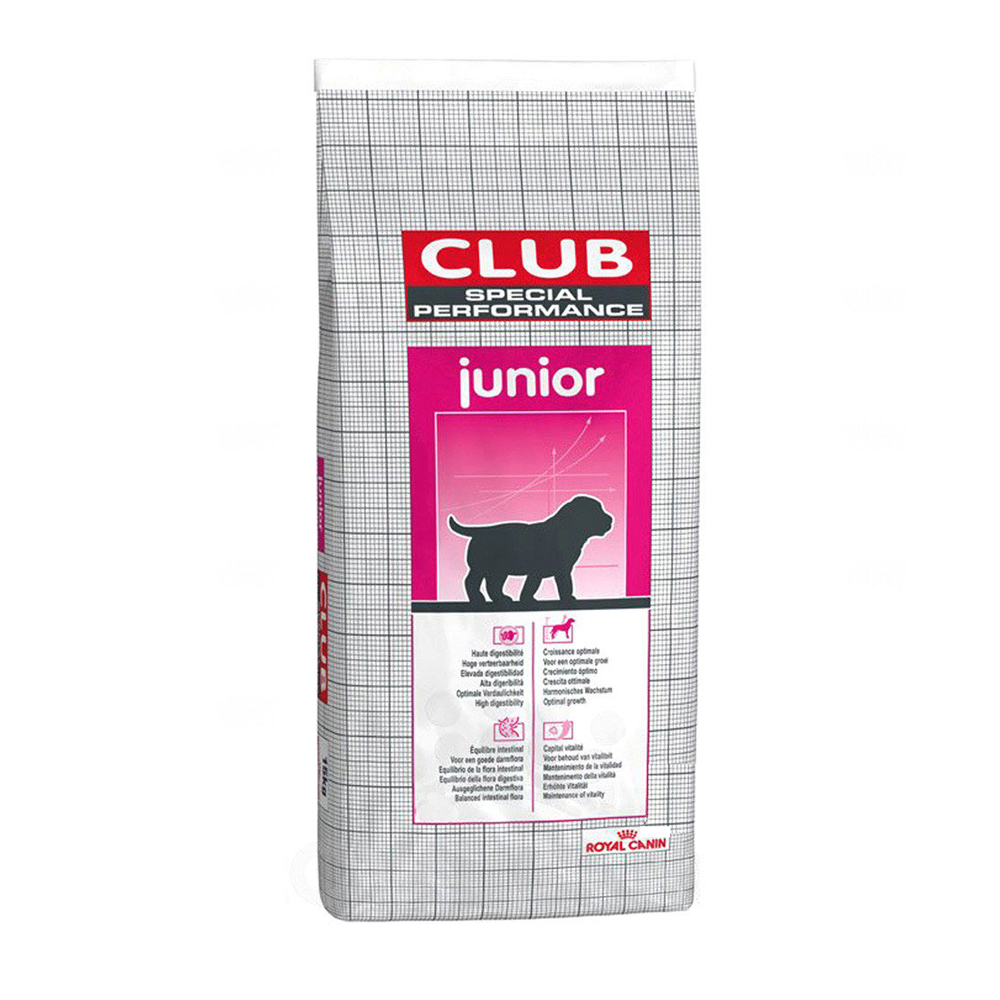 CLUB
SPECIAL
PERFORMANCE
junior
Haute digestibilité
Hoge verteerbaarheid
Elevada digestibilidad
Alta digeribilità
Optimale Verdaulichkeit
High digestibility
Croissance optimale
Voor een optimale groei
Crecimiento óptimo
Crescita ottimale
Harmonisches Wachstum
Optimal growth
Équilibre intestinal
Voor een goede darmflora
Equilibrio de la flora intestinal
Equilibrio della flora digestiva
Ausgeglichene Darmflora
Balanced intestinal flora
Capital vitalité
Voor behoud van vitaliteit
Mantenimiento de la vitalidad
Mantenimento della vitalità
Erhöhte Vitalität
Maintenance of vitality
ROYAL CANIN
junior
CLUB
15kg